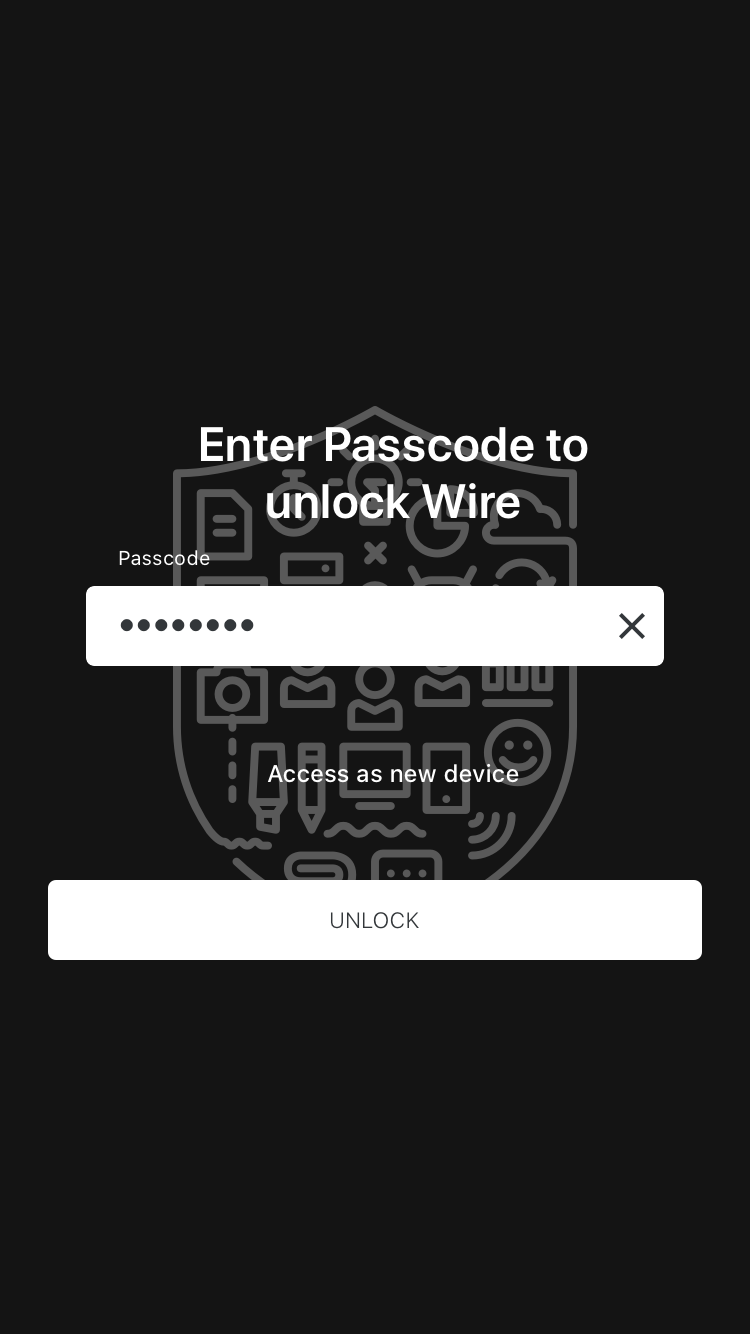 Enter Passcode to
unlock Wire
Passcode
••••••••
Access as new device
UNLOCK